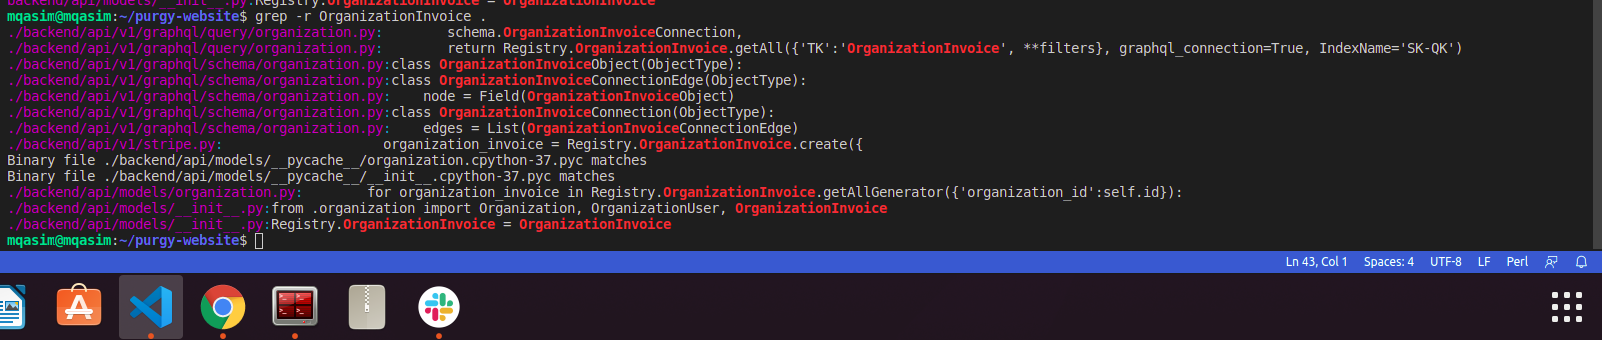 backend/api/models/__init__.py:Registry.OrganizationInvoice = OrganizationInvoice
mqasim@mqasim:~/purgy-website$ grep -r OrganizationInvoice .
./backend/api/v1/graphql/query/organization.py:        schema.OrganizationInvoiceConnection,
./backend/api/v1/graphql/query/organization.py:        return Registry.OrganizationInvoice.getAll({'TK':'OrganizationInvoice', **filters}, graphql_connection=True, IndexName='SK-QK')
./backend/api/v1/graphql/schema/organization.py:class OrganizationInvoiceObject(ObjectType):
./backend/api/v1/graphql/schema/organization.py:class OrganizationInvoiceConnectionEdge(ObjectType):
./backend/api/v1/graphql/schema/organization.py:    node = Field(OrganizationInvoiceObject)
./backend/api/v1/graphql/schema/organization.py:class OrganizationInvoiceConnection(ObjectType):
./backend/api/v1/graphql/schema/organization.py:    edges = List(OrganizationInvoiceConnectionEdge)
./backend/api/v1/stripe.py:                    organization_invoice = Registry.OrganizationInvoice.create({
Binary file ./backend/api/models/__pycache__/organization.cpython-37.pyc matches
Binary file ./backend/api/models/__pycache__/__init__.cpython-37.pyc matches
./backend/api/models/organization.py:        for organization_invoice in Registry.OrganizationInvoice.getAllGenerator({'organization_id':self.id}):
./backend/api/models/__init__.py:from .organization import Organization, OrganizationUser, OrganizationInvoice
./backend/api/models/__init__.py:Registry.OrganizationInvoice = OrganizationInvoice
mqasim@mqasim:~/purgy-website$
Ln 43, Col 1 Spaces: 4 UTF-8 LF Perl